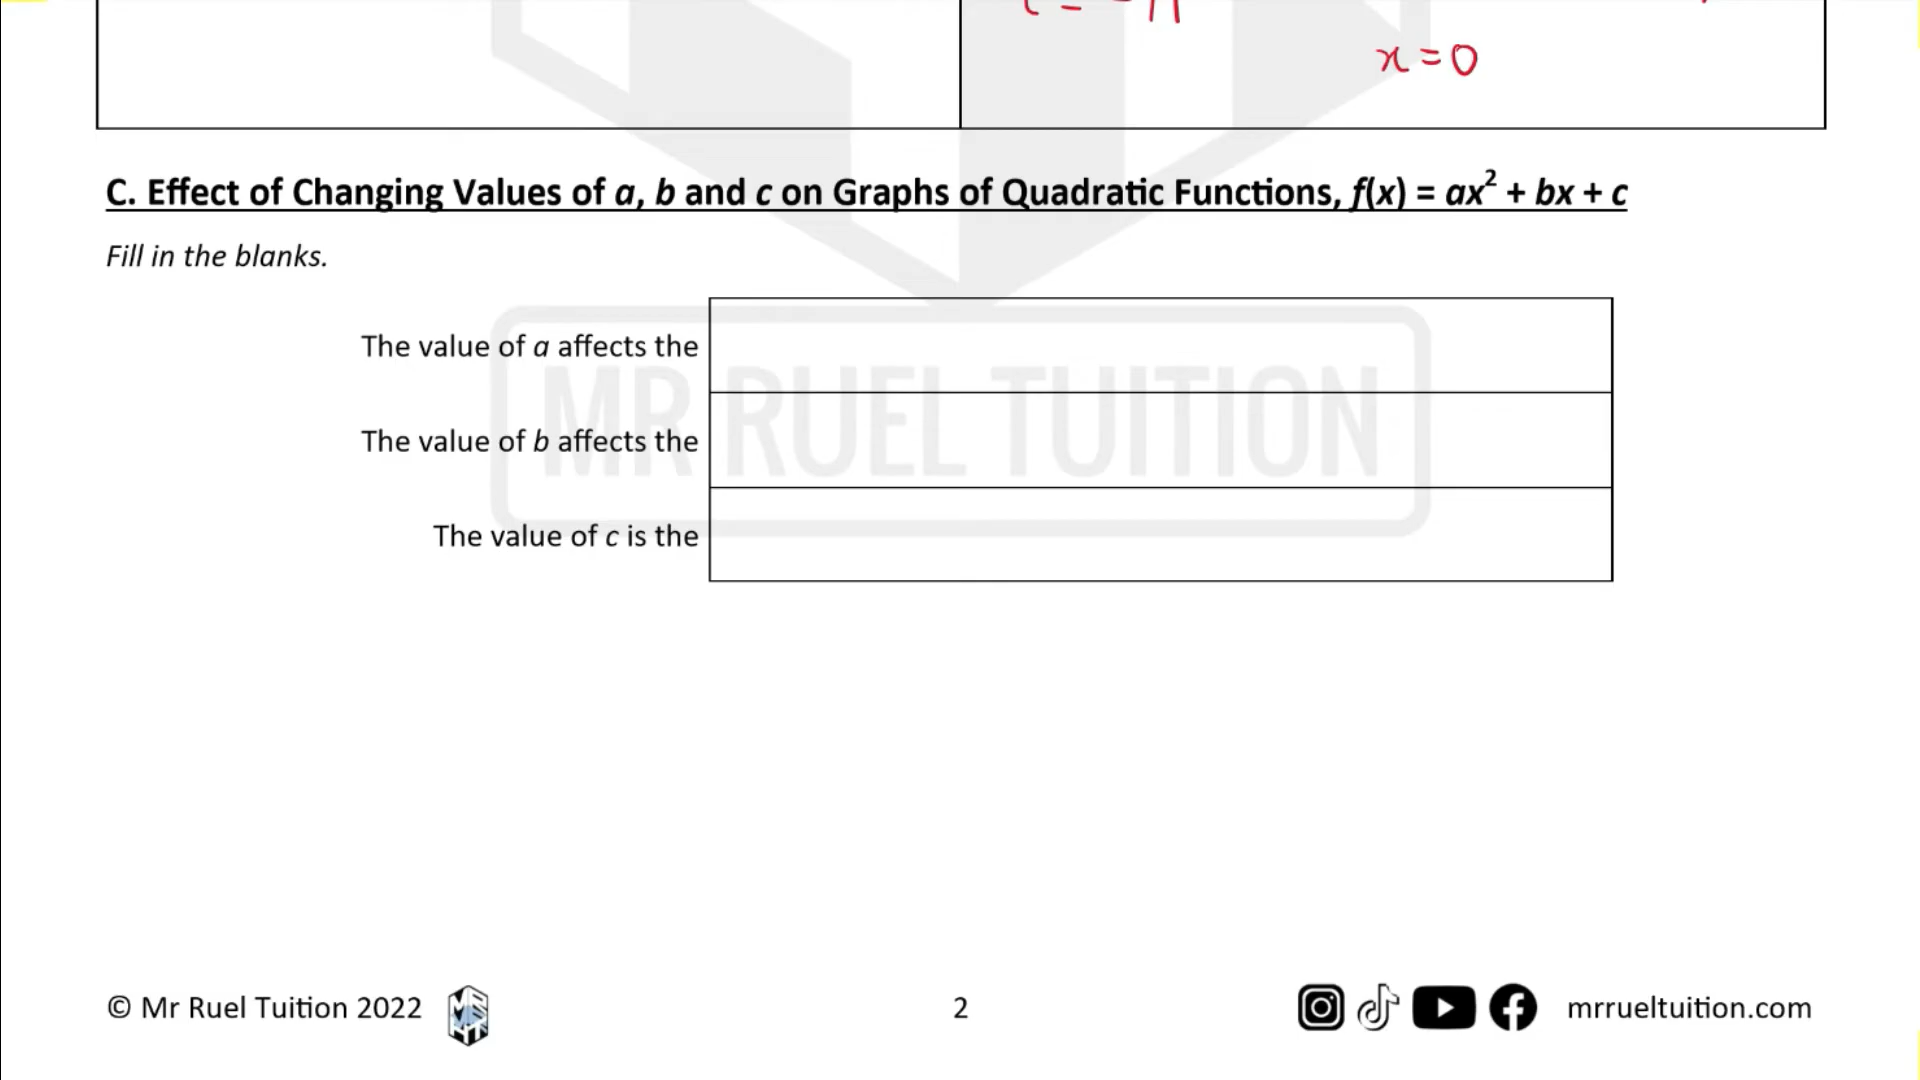 x = 0
C. Effect of Changing Values of a, b and c on Graphs of Quadratic Functions, f(x) = ax² + bx + c
Fill in the blanks.
The value of a affects the
The value of b affects the
The value of c is the
MR RUEL TUITION
© Mr Ruel Tuition 2022
2
mrrueltuition.com